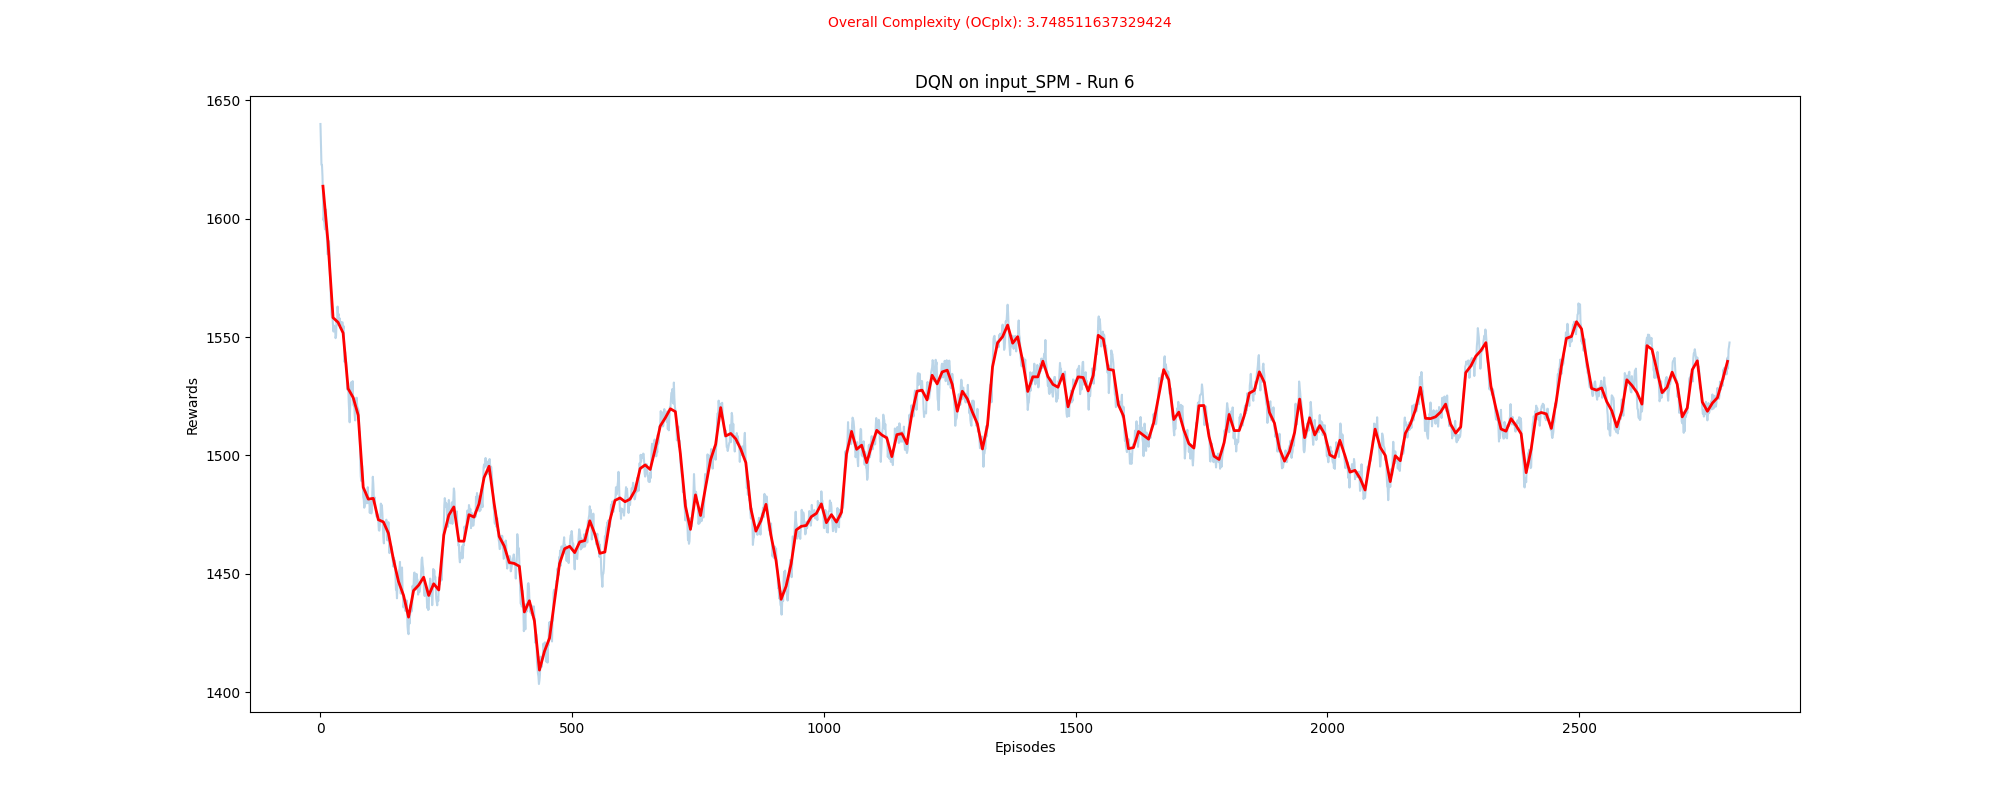 Overall Complexity (OCplx): 3.748511637329424
DQN on input_SPM - Run 6
1650
1600
1550
1500
1450
1400
Rewards
0 500 1000 1500 2000 2500
Episodes